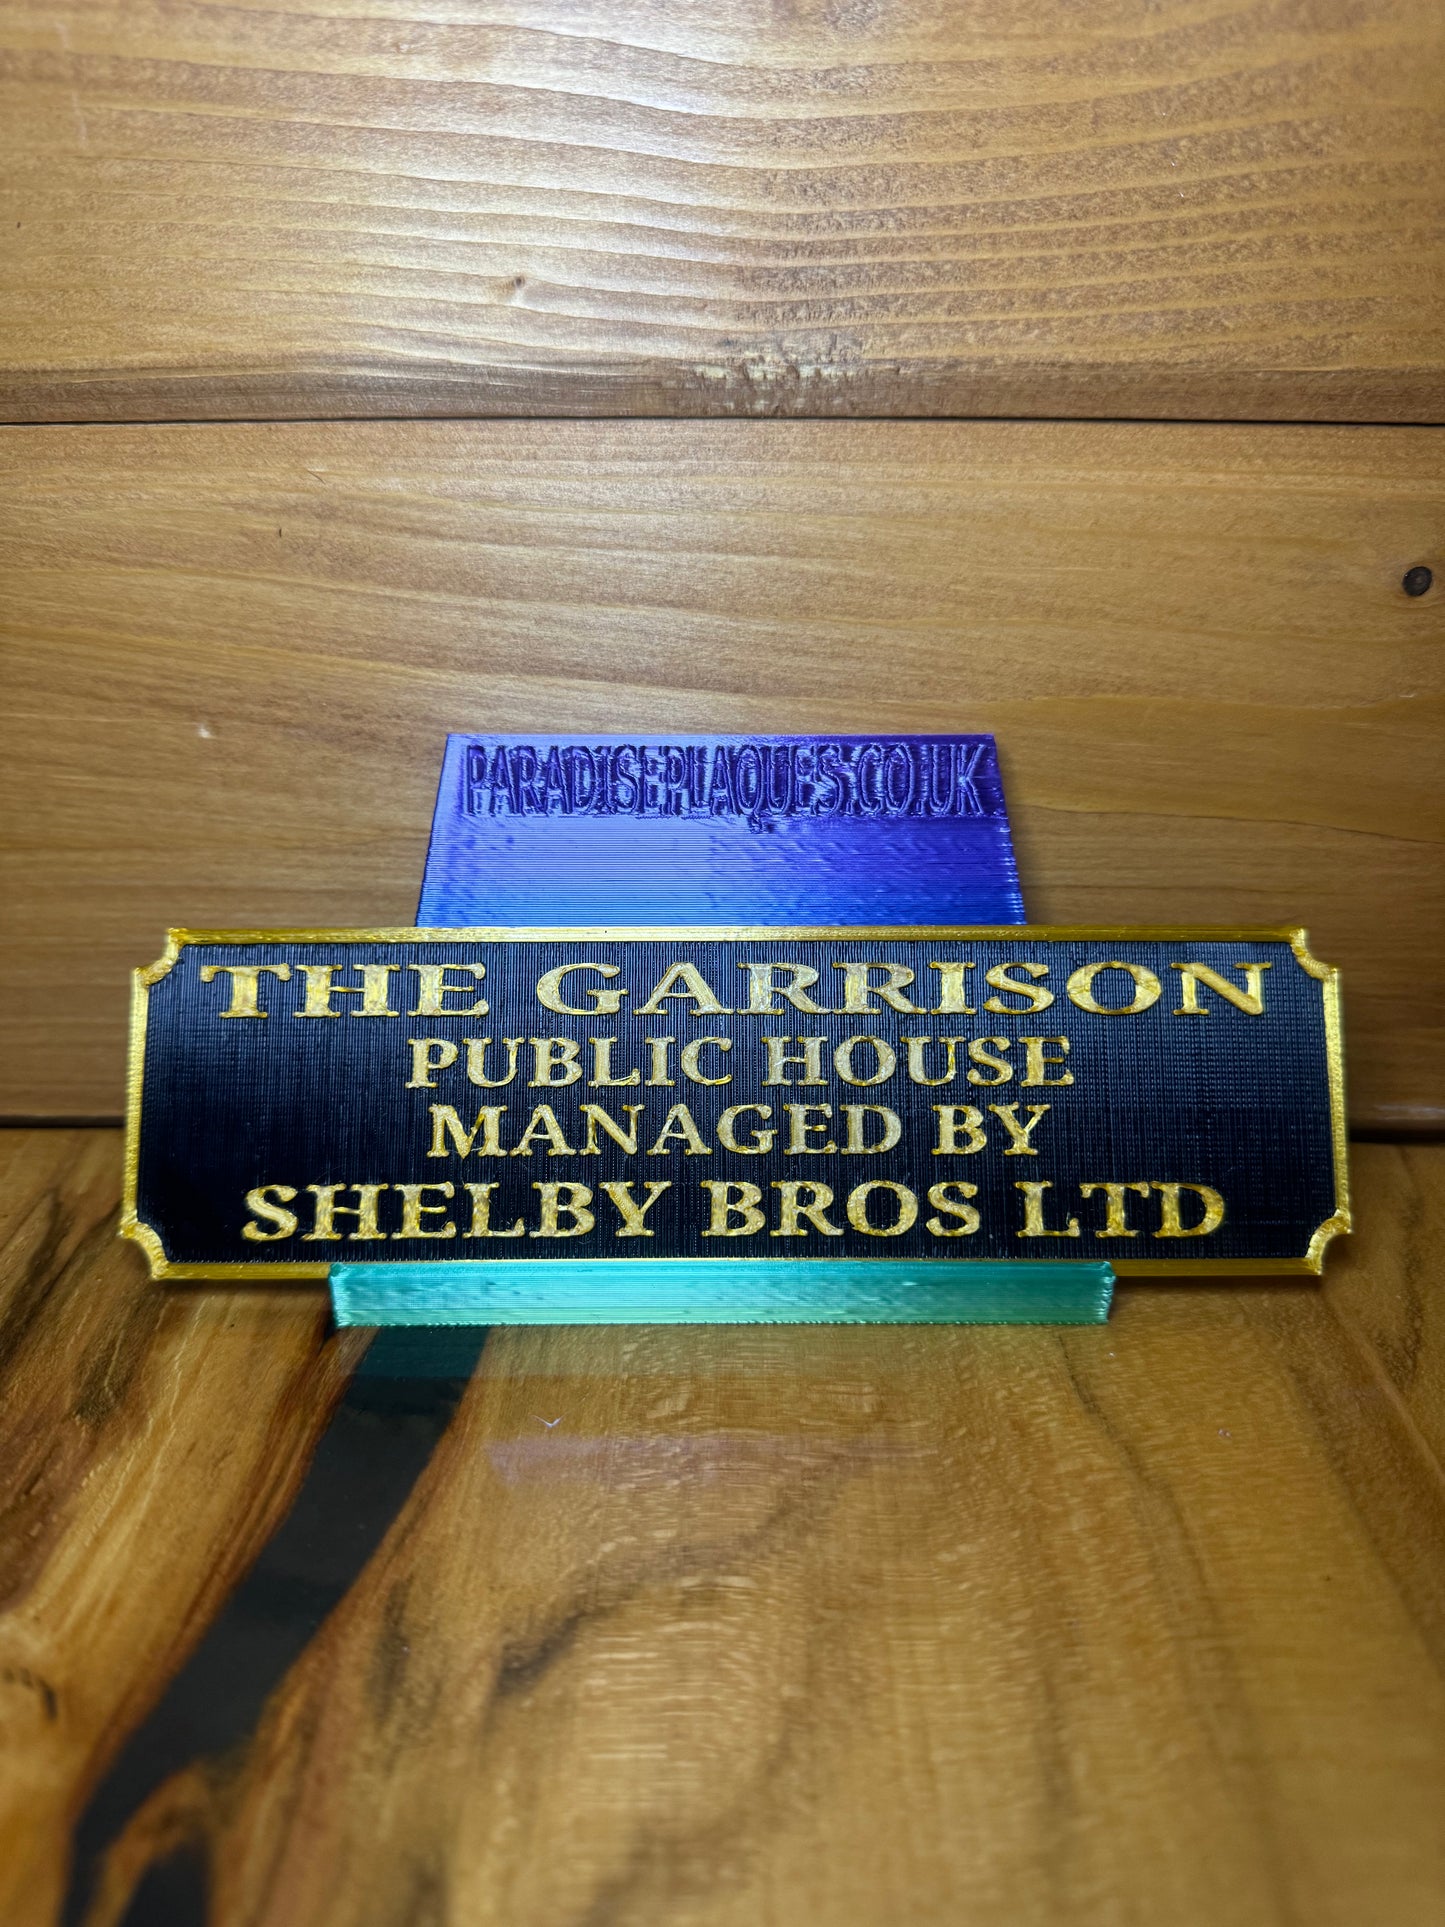 PARADISEPLAQUES.CO.UK
THE GARRISON
PUBLIC HOUSE
MANAGED BY
SHELBY BROS LTD